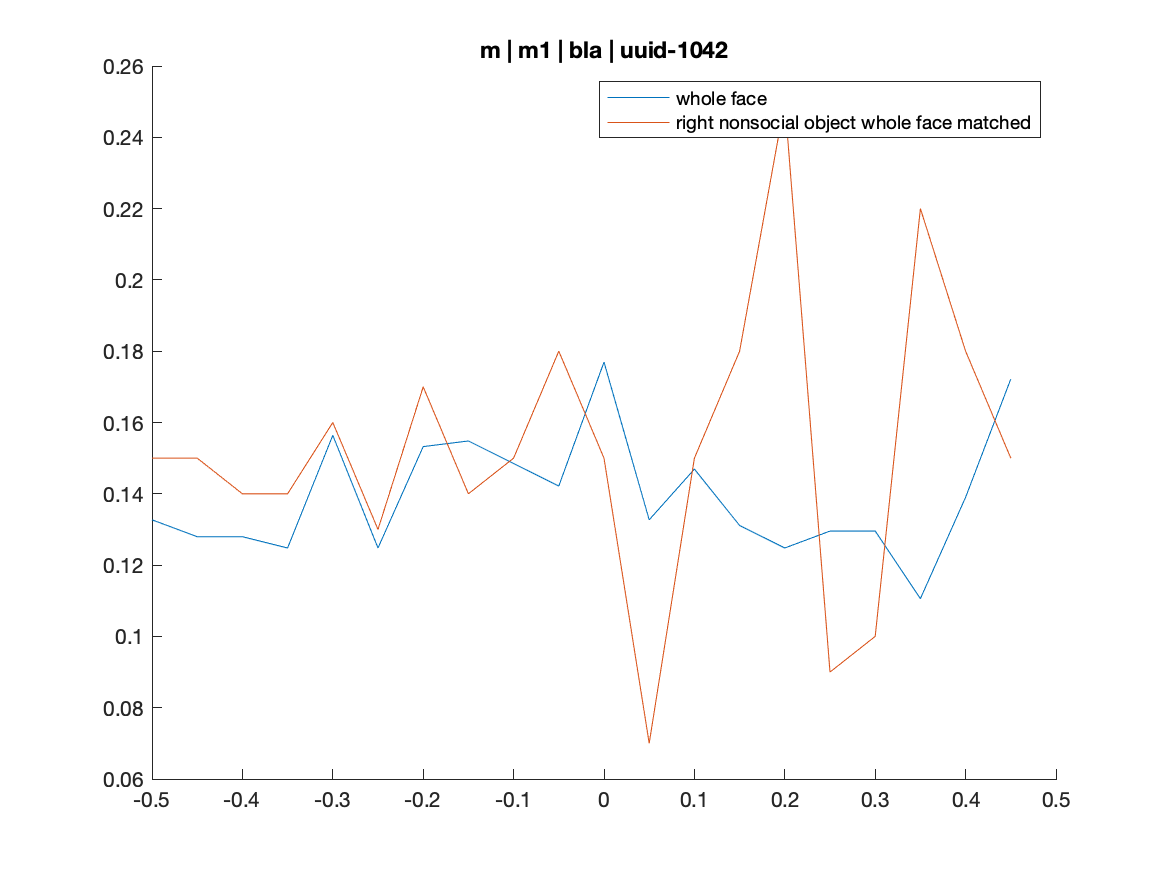 m | m1 | bla | uuid-1042
whole face
right nonsocial object whole face matched
0.26
0.24
0.22
0.2
0.18
0.16
0.14
0.12
0.1
0.08
0.06
-0.5 -0.4 -0.3 -0.2 -0.1 0 0.1 0.2 0.3 0.4 0.5